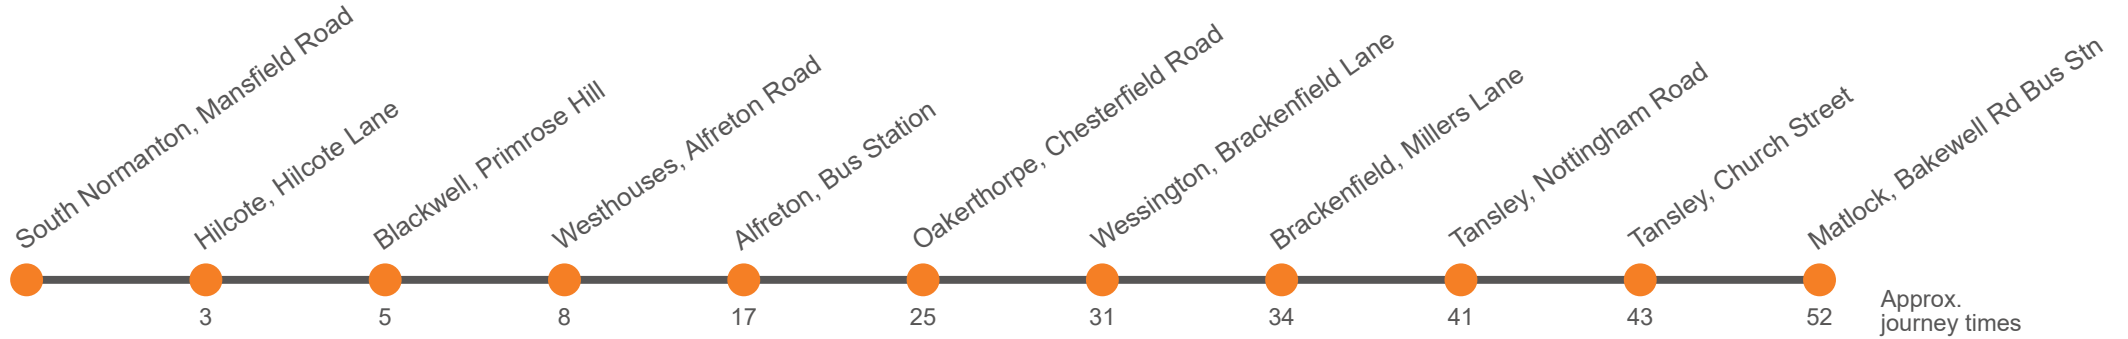 South Normanton, Mansfield Road
Hilcote, Hilcote Lane
Blackwell, Primrose Hill
Westhouses, Alfreton Road
Alfreton, Bus Station
Oakerthorpe, Chesterfield Road
Wessington, Brackenfield Lane
Brackenfield, Millers Lane
Tansley, Nottingham Road
Tansley, Church Street
Matlock, Bakewell Rd Bus Stn
3
5
8
17
25
31
34
41
43
52
Approx.
journey times